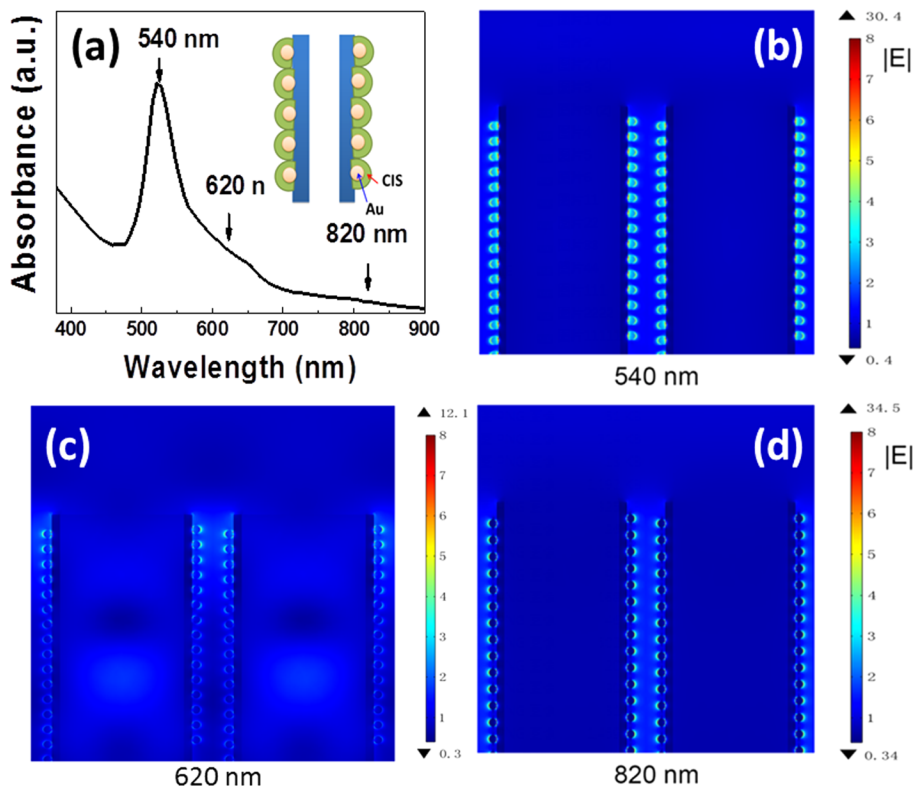 (a)
540 nm
620 n
820 nm
CIS
Au
Absorbance (a.u.)
400 500 600 700 800 900
Wavelength (nm)
(b)
30.4
8
|E|
7
6
5
4
3
2
1
0.4
540 nm
(c)
12.1
8
7
6
5
4
3
2
1
0.3
620 nm
(d)
34.5
8
|E|
7
6
5
4
3
2
1
0.34
820 nm